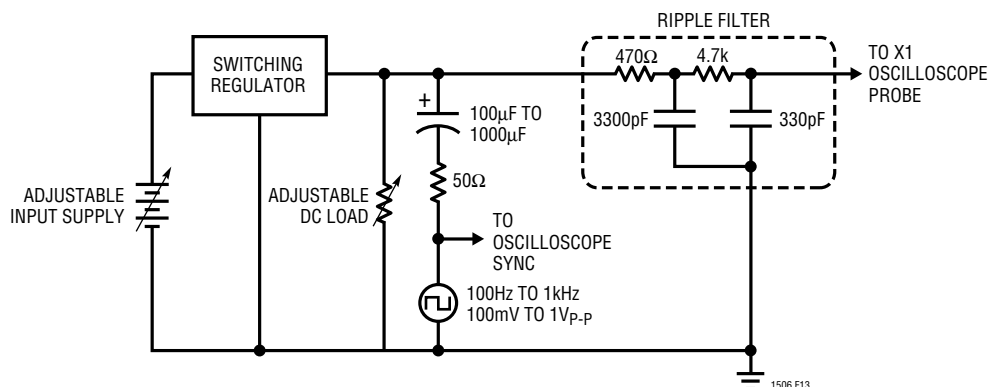 RIPPLE FILTER
SWITCHING
REGULATOR
470Ω
4.7k
TO X1
OSCILLOSCOPE
PROBE
+
100µF TO
1000µF
3300pF
330pF
ADJUSTABLE
INPUT SUPPLY
ADJUSTABLE
DC LOAD
50Ω
TO
OSCILLOSCOPE
SYNC
100Hz TO 1kHz
100mV TO 1VP-P
1506 F13